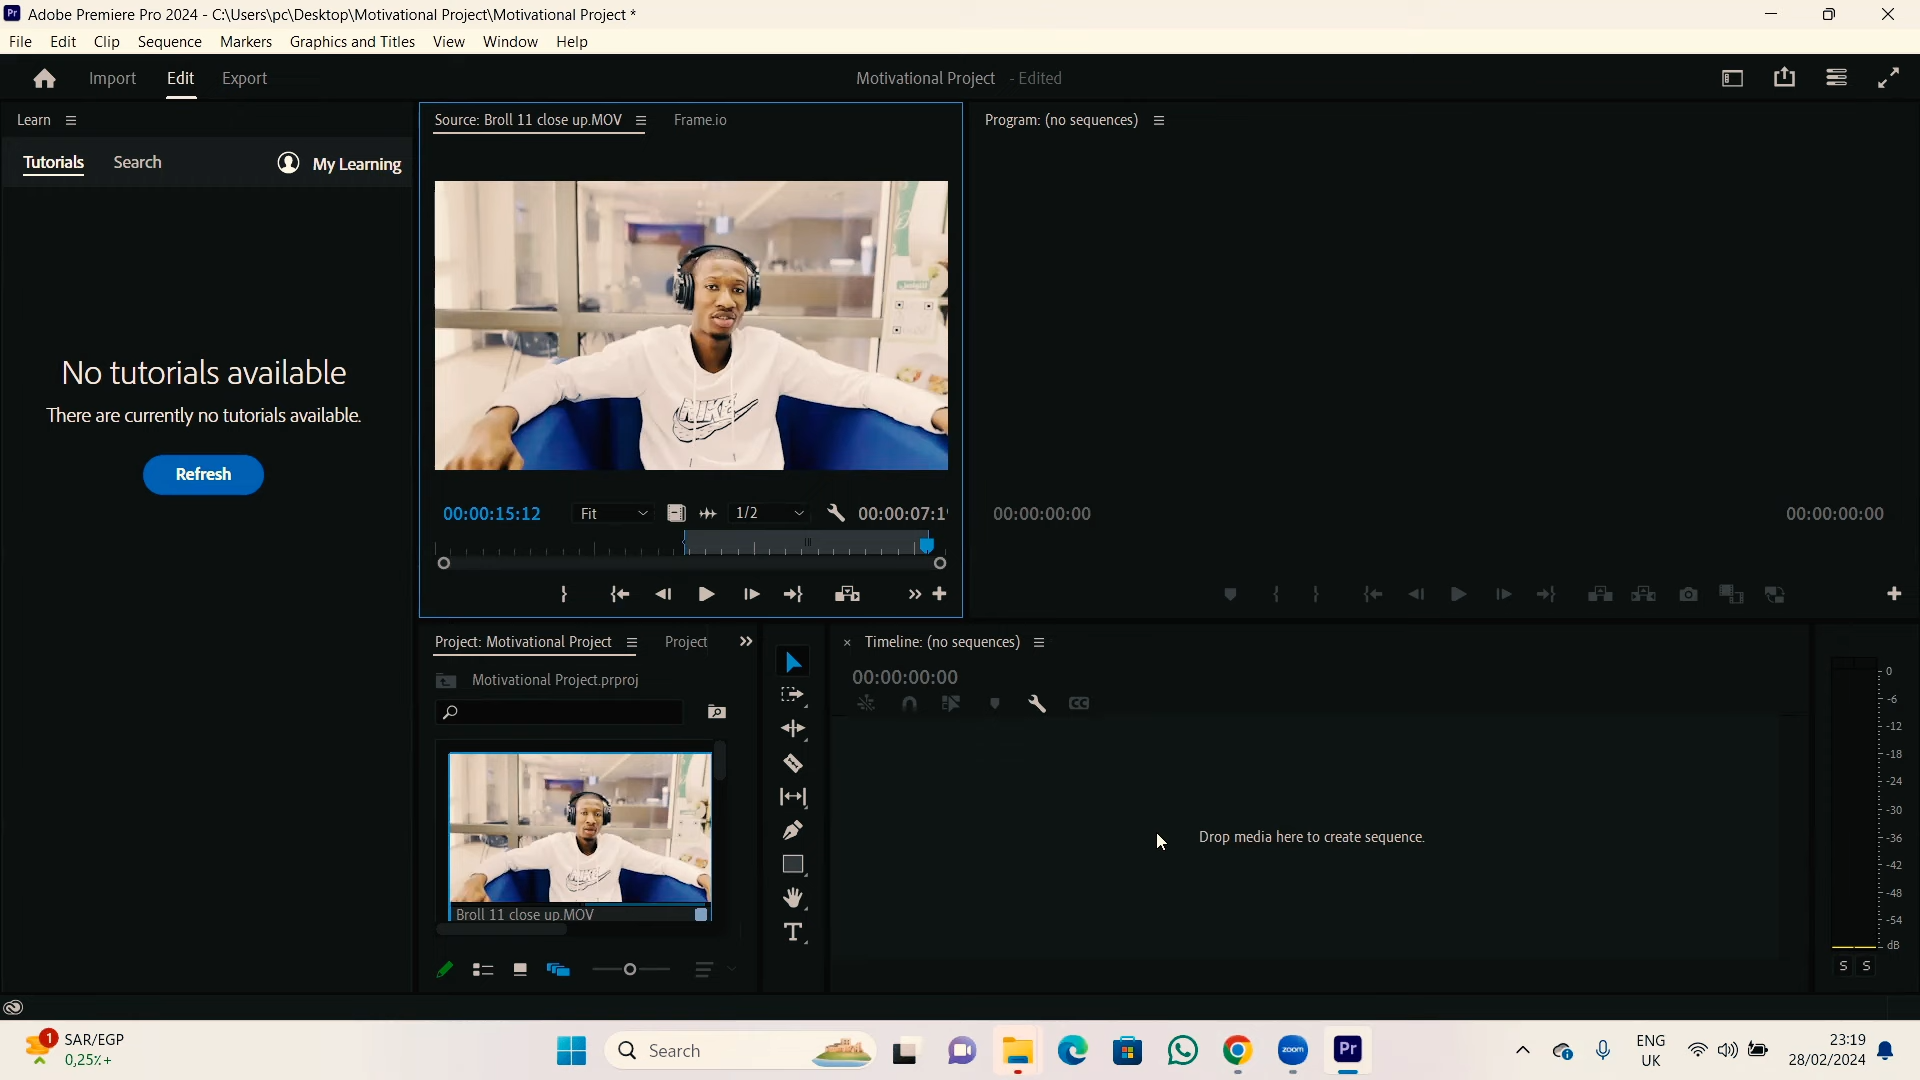 Adobe Premiere Pro 2024 - C:\Users\pc\Desktop\Motivational Project\Motivational Project *
File Edit Clip Sequence Markers Graphics and Titles View Window Help
Import Edit Export Motivational Project - Edited
Learn
Source: Broll 11 close up.MOV Frame.io
Program: (no sequences)
Tutorials Search My Learning
No tutorials available
There are currently no tutorials available.
Refresh
NIKE
00:00:15:12 Fit 1/2 00:00:07:1
00:00:00:00 00:00:00:00
Project: Motivational Project Project
Motivational Project.prproj
Broll 11 close up.MOV
× Timeline: (no sequences)
00:00:00:00
CC
Drop media here to create sequence.
0
-6
-12
-18
-24
-30
-36
-42
-48
-54
dB
S S
1 SAR/EGP
0,25%+
Search
zoom
Pr
ENG
UK
23:19
28/02/2024